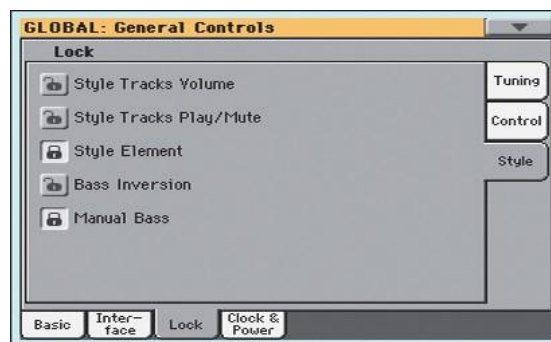 GLOBAL: General Controls
Lock
Style Tracks Volume
Style Tracks Play/Mute
Style Element
Bass Inversion
Manual Bass
Tuning
Control
Style
Basic
Inter-
face
Lock
Clock &
Power